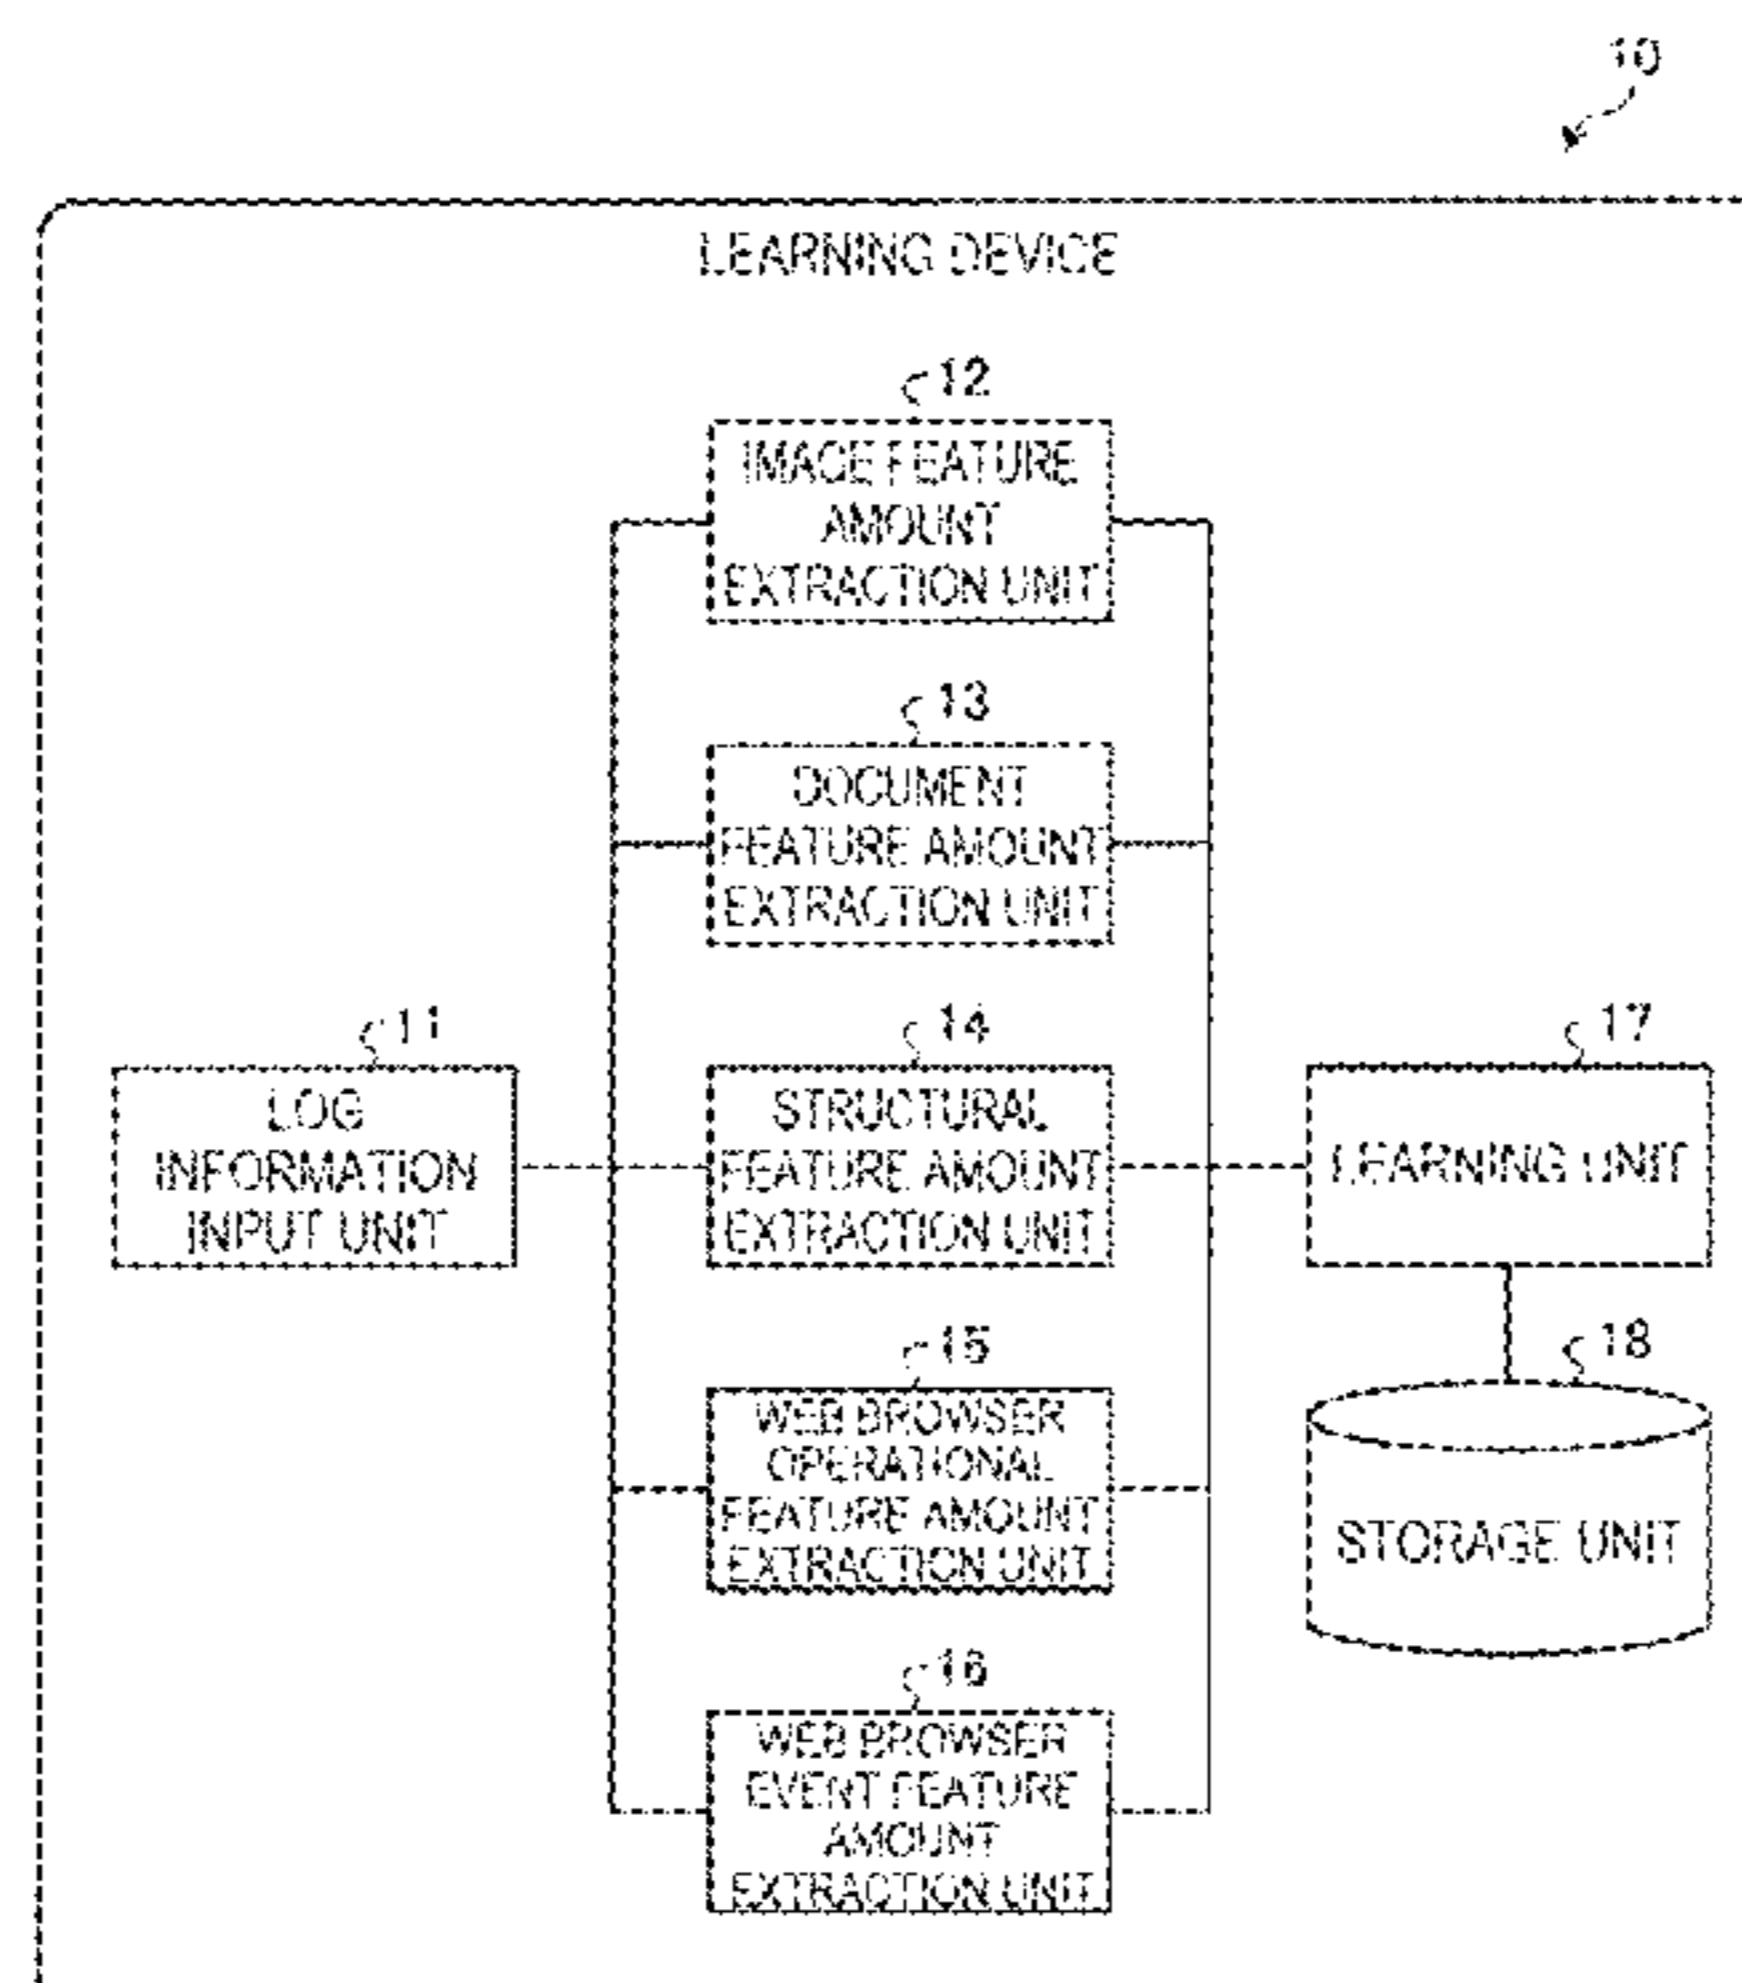 10
LEARNING DEVICE
12
IMAGE FEATURE
AMOUNT
EXTRACTION UNIT
13
DOCUMENT
FEATURE AMOUNT
EXTRACTION UNIT
11
LOG
INFORMATION
INPUT UNIT
14
STRUCTURAL
FEATURE AMOUNT
EXTRACTION UNIT
17
LEARNING UNIT
15
WEB BROWSER
OPERATIONAL
FEATURE AMOUNT
EXTRACTION UNIT
18
STORAGE UNIT
16
WEB BROWSER
EVENT FEATURE
AMOUNT
EXTRACTION UNIT